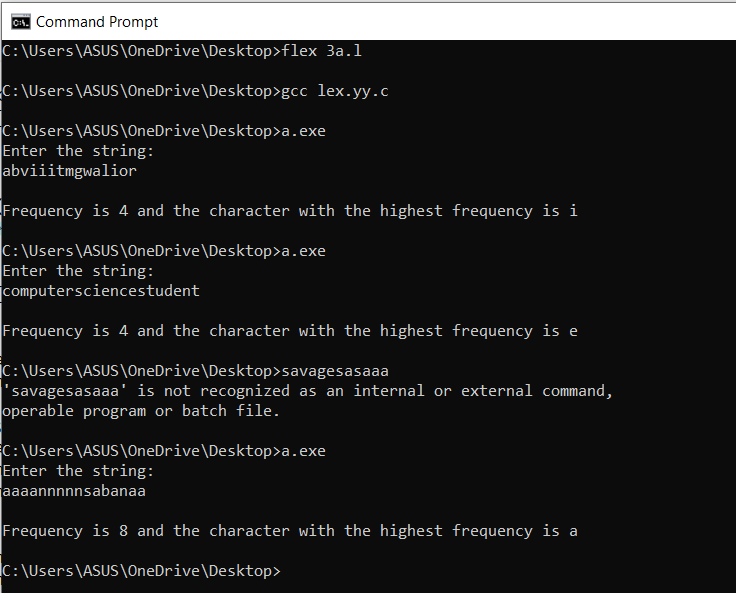 Command Prompt
C:\Users\ASUS\OneDrive\Desktop>flex 3a.l
C:\Users\ASUS\OneDrive\Desktop>gcc lex.yy.c
C:\Users\ASUS\OneDrive\Desktop>a.exe
Enter the string:
abviiitmgwalior
Frequency is 4 and the character with the highest frequency is i
C:\Users\ASUS\OneDrive\Desktop>a.exe
Enter the string:
computersciencestudent
Frequency is 4 and the character with the highest frequency is e
C:\Users\ASUS\OneDrive\Desktop>savagesasaaa
'savagesasaaa' is not recognized as an internal or external command,
operable program or batch file.
C:\Users\ASUS\OneDrive\Desktop>a.exe
Enter the string:
aaaannnnnsabanaa
Frequency is 8 and the character with the highest frequency is a
C:\Users\ASUS\OneDrive\Desktop>